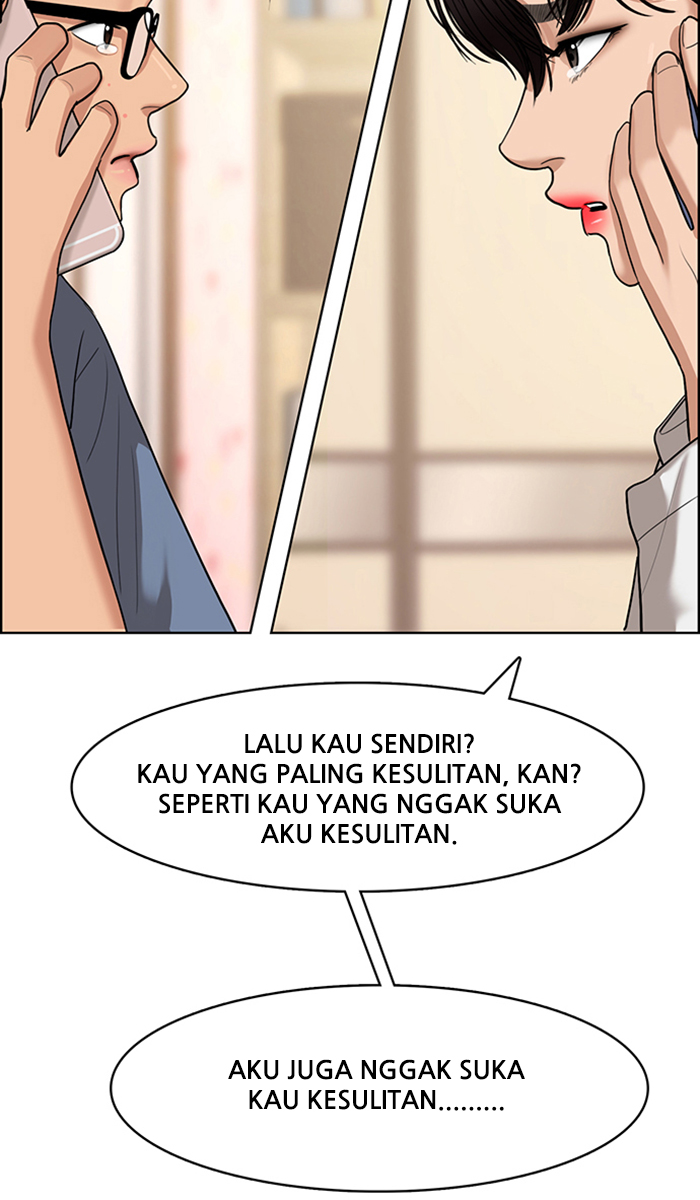 LALU KAU SENDIRI?
KAU YANG PALING KESULITAN, KAN?
SEPERTI KAU YANG NGGAK SUKA
AKU KESULITAN.
AKU JUGA NGGAK SUKA
KAU KESULITAN.........